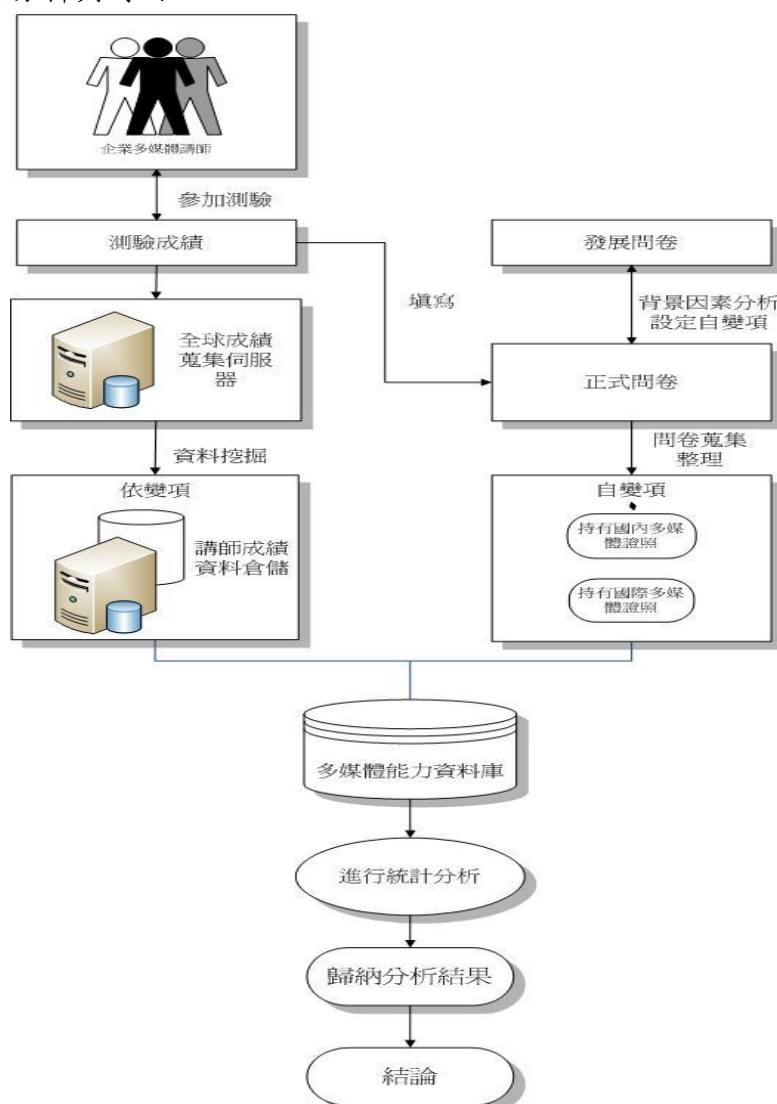 企業多媒體講師
參加測驗
測驗成績
發展問卷
填寫
背景因素分析
設定自變項
全球成績
蒐集伺服
器
正式問卷
資料挖掘
問卷蒐集
整理
依變項
講師成績
資料倉儲
自變項
持有國內多媒
體證照
持有國際多媒
體證照
多媒體能力資料庫
進行統計分析
歸納分析結果
結論